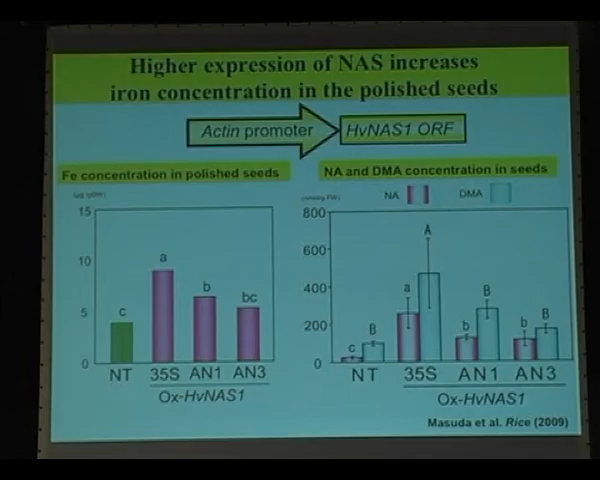 Higher expression of NAS increases
iron concentration in the polished seeds
Actin promoter
HvNAS1 ORF
Fe concentration in polished seeds
15
10
5
0
c
a
b
bc
NT
35S
AN1
AN3
Ox-HvNAS1
NA and DMA concentration in seeds
NA
DMA
800
600
400
200
0
c
B
a
A
b
B
b
B
NT
35S
AN1
AN3
Ox-HvNAS1
Masuda et al. Rice (2009)